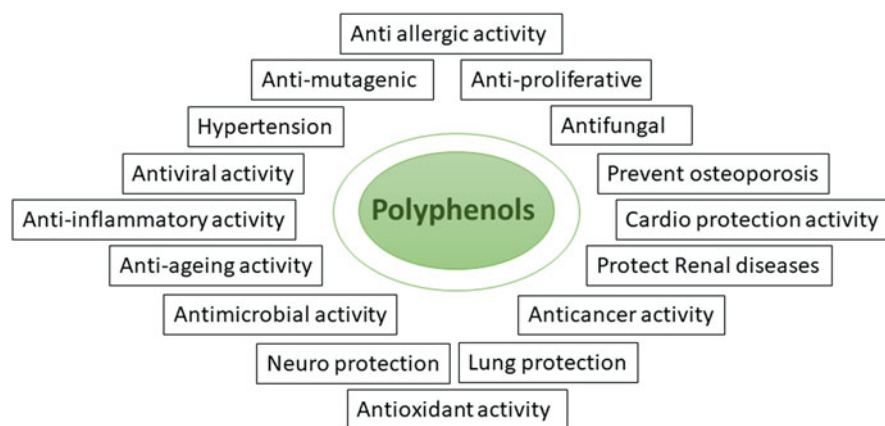 Anti allergic activity
Anti-mutagenic
Anti-proliferative
Hypertension
Antifungal
Antiviral activity
Prevent osteoporosis
Polyphenols
Anti-inflammatory activity
Cardio protection activity
Anti-ageing activity
Protect Renal diseases
Antimicrobial activity
Anticancer activity
Neuro protection
Lung protection
Antioxidant activity